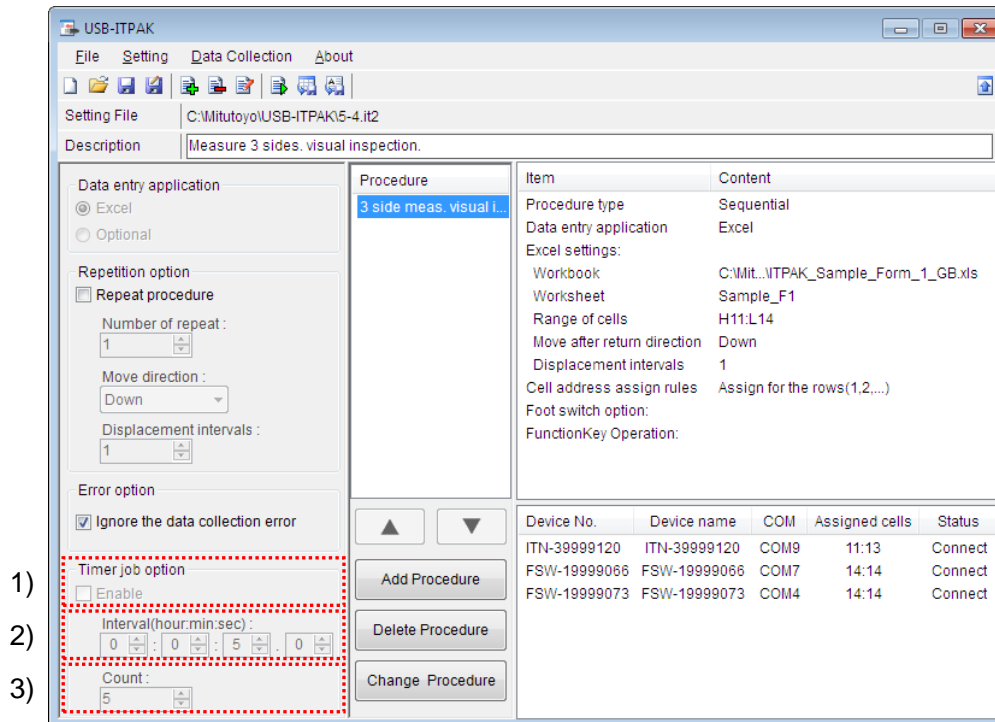 USB-ITPAK
File Setting Data Collection About
Setting File C:\Mitutoyo\USB-ITPAK\5-4.it2
Description Measure 3 sides. visual inspection.
Data entry application
Excel
Optional
Repetition option
Repeat procedure
Number of repeat :
1
Move direction :
Down
Displacement intervals :
1
Error option
Ignore the data collection error
1)
Timer job option
Enable
2)
Interval(hour:min:sec) :
0 : 0 : 5 . 0
3)
Count :
5
Procedure
3 side meas. visual i...
Add Procedure
Delete Procedure
Change Procedure
Item Content
Procedure type Sequential
Data entry application Excel
Excel settings:
Workbook C:\Mit...\ITPAK_Sample_Form_1_GB.xls
Worksheet Sample_F1
Range of cells H11:L14
Move after return direction Down
Displacement intervals 1
Cell address assign rules Assign for the rows(1,2,...)
Foot switch option:
FunctionKey Operation:
Device No. Device name COM Assigned cells Status
ITN-39999120 ITN-39999120 COM9 11:13 Connect
FSW-19999066 FSW-19999066 COM7 14:14 Connect
FSW-19999073 FSW-19999073 COM4 14:14 Connect